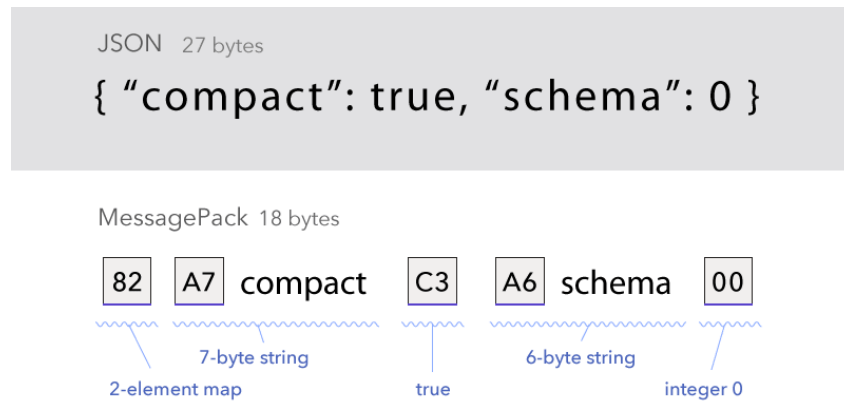 JSON 27 bytes
{ “compact”: true, “schema”: 0 }
MessagePack 18 bytes
82 A7 compact C3 A6 schema 00
7-byte string 6-byte string
2-element map true integer 0